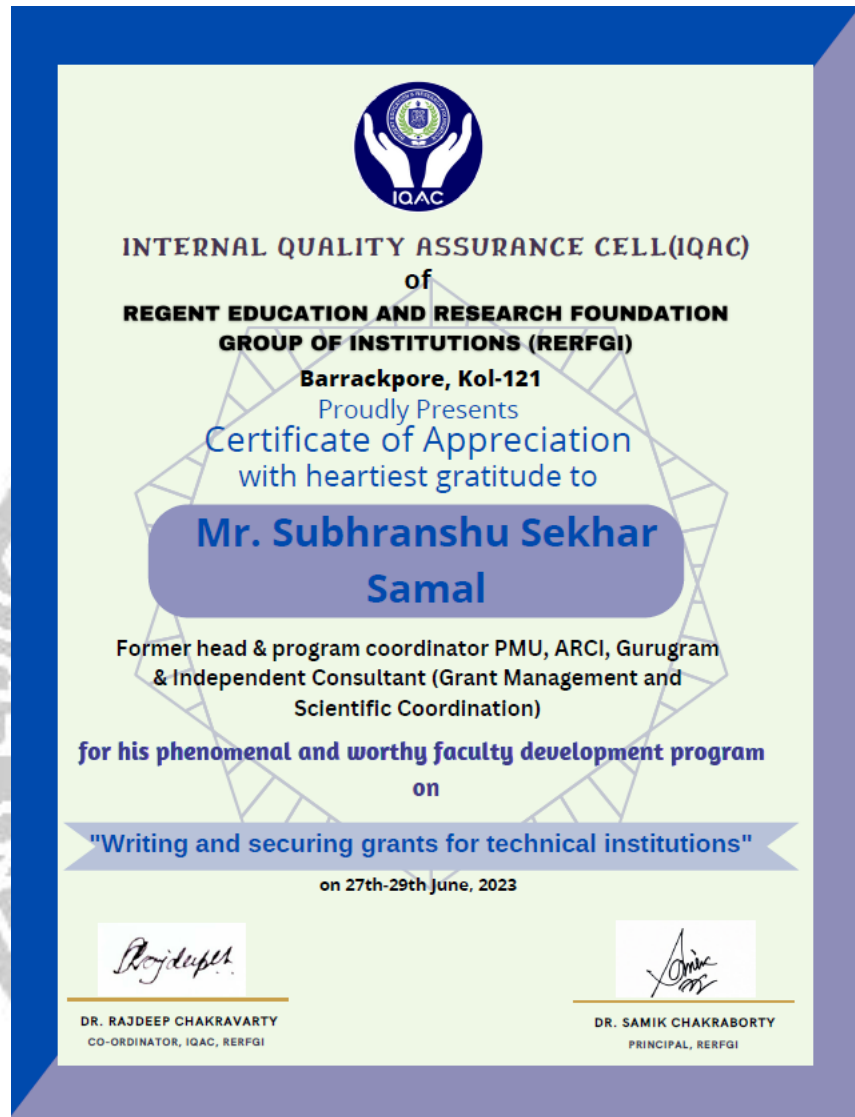 IQAC
INTERNAL QUALITY ASSURANCE CELL(IQAC)
of
REGENT EDUCATION AND RESEARCH FOUNDATION
GROUP OF INSTITUTIONS (RERFGI)
Barrackpore, Kol-121
Proudly Presents
Certificate of Appreciation
with heartiest gratitude to
Mr. Subhranshu Sekhar
Samal
Former head & program coordinator PMU, ARCI, Gurugram
& Independent Consultant (Grant Management and
Scientific Coordination)
for his phenomenal and worthy faculty development program
on
"Writing and securing grants for technical institutions"
on 27th-29th June, 2023
DR. RAJDEEP CHAKRAVARTY
CO-ORDINATOR, IQAC, RERFGI
DR. SAMIK CHAKRABORTY
PRINCIPAL, RERFGI